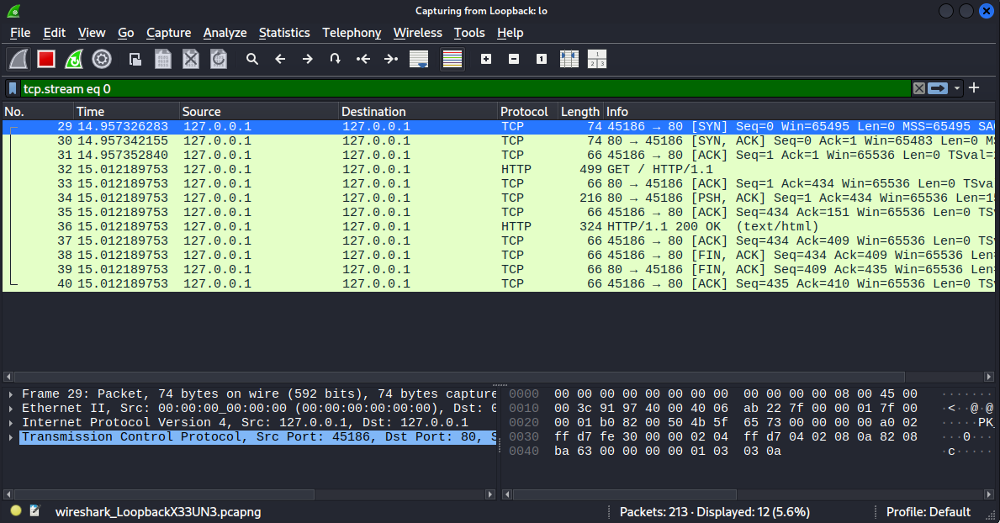 Capturing from Loopback: lo
File Edit View Go Capture Analyze Statistics Telephony Wireless Tools Help
tcp.stream eq 0
No. Time Source Destination Protocol Length Info
29 14.957326283 127.0.0.1 127.0.0.1 TCP 74 45186 → 80 [SYN] Seq=0 Win=65495 Len=0 MSS=65495 SA
30 14.957342155 127.0.0.1 127.0.0.1 TCP 74 80 → 45186 [SYN, ACK] Seq=0 Ack=1 Win=65483 Len=0 M
31 14.957352840 127.0.0.1 127.0.0.1 TCP 66 45186 → 80 [ACK] Seq=1 Ack=1 Win=65536 Len=0 TSval=
32 15.012189753 127.0.0.1 127.0.0.1 HTTP 499 GET / HTTP/1.1
33 15.012189753 127.0.0.1 127.0.0.1 TCP 66 80 → 45186 [ACK] Seq=1 Ack=434 Win=65536 Len=0 TSva
34 15.012189753 127.0.0.1 127.0.0.1 TCP 216 80 → 45186 [PSH, ACK] Seq=1 Ack=434 Win=65536 Len=15
35 15.012189753 127.0.0.1 127.0.0.1 TCP 66 45186 → 80 [ACK] Seq=434 Ack=151 Win=65536 Len=0 TS
36 15.012189753 127.0.0.1 127.0.0.1 HTTP 324 HTTP/1.1 200 OK (text/html)
37 15.012189753 127.0.0.1 127.0.0.1 TCP 66 45186 → 80 [ACK] Seq=434 Ack=409 Win=65536 Len=0 TS
38 15.012189753 127.0.0.1 127.0.0.1 TCP 66 45186 → 80 [FIN, ACK] Seq=434 Ack=409 Win=65536 Len=
39 15.012189753 127.0.0.1 127.0.0.1 TCP 66 80 → 45186 [FIN, ACK] Seq=409 Ack=435 Win=65536 Len=
40 15.012189753 127.0.0.1 127.0.0.1 TCP 66 45186 → 80 [ACK] Seq=435 Ack=410 Win=65536 Len=0 TS
Frame 29: Packet, 74 bytes on wire (592 bits), 74 bytes capture
Ethernet II, Src: 00:00:00_00:00:00 (00:00:00:00:00:00), Dst: 0
Internet Protocol Version 4, Src: 127.0.0.1, Dst: 127.0.0.1
Transmission Control Protocol, Src Port: 45186, Dst Port: 80, S
0000 00 00 00 00 00 00 00 00 00 00 00 00 08 00 45 00 ·······
0010 00 3c 91 97 40 00 40 06 ab 22 7f 00 00 01 7f 00 ·<··@·@
0020 00 01 b0 82 00 50 4b 5f 65 73 00 00 00 00 a0 02 ·····PK_
0030 ff d7 fe 30 00 00 02 04 ff d7 04 02 08 0a 82 08 ···0···
0040 ba 63 00 00 00 00 01 03 03 0a ·c·····
wireshark_LoopbackX33UN3.pcapng
Packets: 213 · Displayed: 12 (5.6%)
Profile: Default